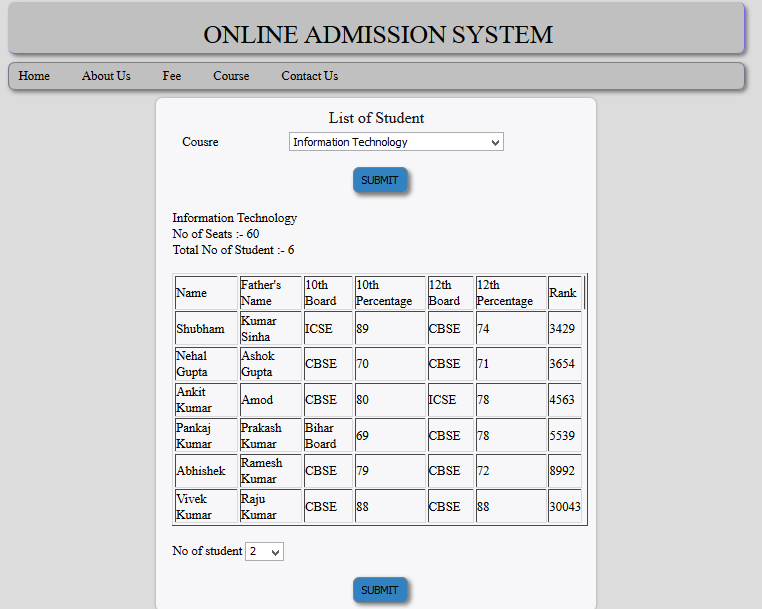 ONLINE ADMISSION SYSTEM
Home About Us Fee Course Contact Us
List of Student
Cousre Information Technology
SUBMIT
Information Technology
No of Seats :- 60
Total No of Student :- 6
Name Father's Name 10th Board 10th Percentage 12th Board 12th Percentage Rank
Shubham Kumar Sinha ICSE 89 CBSE 74 3429
Nehal Gupta Ashok Gupta CBSE 70 CBSE 71 3654
Ankit Kumar Amod CBSE 80 ICSE 78 4563
Pankaj Kumar Prakash Kumar Bihar Board 69 CBSE 78 5539
Abhishek Ramesh Kumar CBSE 79 CBSE 72 8992
Vivek Kumar Raju Kumar CBSE 88 CBSE 88 30043
No of student 2
SUBMIT